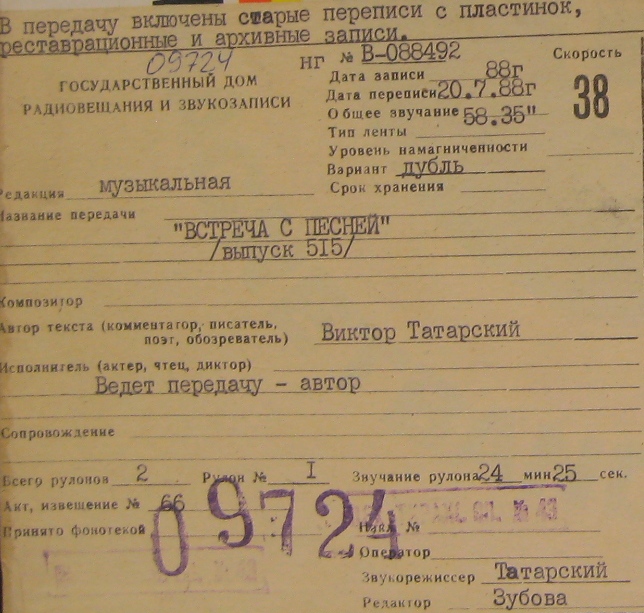 В передачу включены старые переписи с пластинок,
реставрационные и архивные записи.
09724
НГ № В-088492
Скорость
38
ГОСУДАРСТВЕННЫЙ ДОМ
РАДИОВЕЩАНИЯ И ЗВУКОЗАПИСИ
Дата записи 88г
Дата переписи 20.7.88г
Общее звучание 58.35"
Тип ленты
Уровень намагниченности
Вариант дубль
Срок хранения
Редакция музыкальная
Название передачи
"ВСТРЕЧА С ПЕСНЕЙ"
/выпуск 515/
Композитор
Автор текста (комментатор, писатель,
поэт, обозреватель) Виктор Татарский
Исполнитель (актер, чтец, диктор)
Ведет передачу - автор
Сопровождение
Всего рулонов 2 Рулон № I Звучание рулона 24 мин 25 сек.
Акт, извещение № 66
09724
№ 43
Принято фонотекой
Оператор
Звукорежиссер Татарский
Редактор Зубова